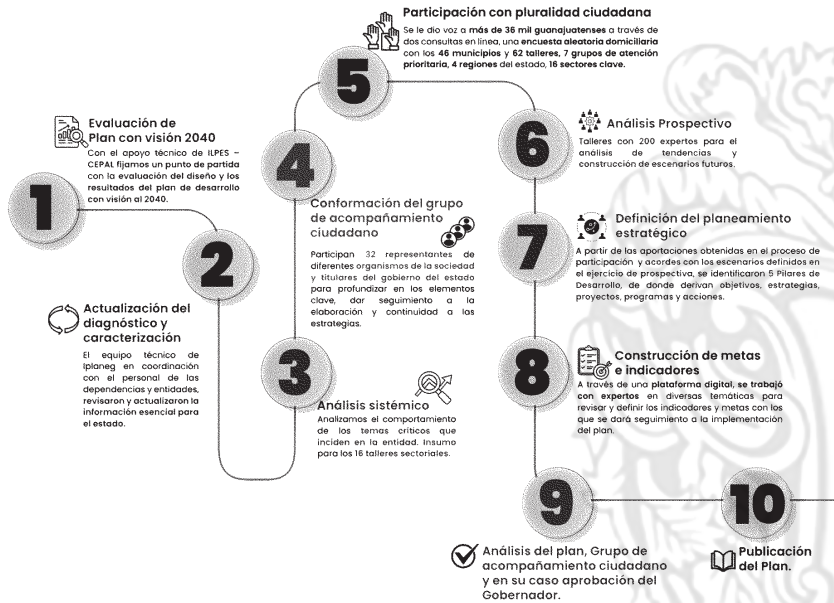 1
Evaluación de
Plan con visión 2040
Con el apoyo técnico de ILPES –
CEPAL fijamos un punto de partida
con la evaluación del diseño y los
resultados del plan de desarrollo
con visión al 2040.
2
Actualización del
diagnóstico y
caracterización
El equipo técnico de
Iplaneg en coordinación
con el personal de las
dependencias y entidades,
revisaron y actualizaron la
información esencial para
el estado.
3
Análisis sistémico
Analizamos el comportamiento
de los temas críticos que
inciden en la entidad. Insumo
para los 16 talleres sectoriales.
4
Conformación del grupo
de acompañamiento
ciudadano
Participan 32 representantes de
diferentes organismos de la sociedad
y titulares del gobierno del estado
para profundizar en los elementos
clave, dar seguimiento a la
elaboración y continuidad a las
estrategias.
5
Participación con pluralidad ciudadana
Se le dio voz a más de 36 mil guanajuatenses a través de
dos consultas en línea, una encuesta aleatoria domiciliaria
con los 46 municipios y 62 talleres, 7 grupos de atención
prioritaria, 4 regiones del estado, 16 sectores clave.
6
Análisis Prospectivo
Talleres con 200 expertos para el
análisis de tendencias y
construcción de escenarios futuros.
7
Definición del planeamiento
estratégico
A partir de las aportaciones obtenidas en el proceso de
participación y acordes con los escenarios definidos en
el ejercicio de prospectiva, se identificaron 5 Pilares de
Desarrollo, de donde derivan objetivos, estrategias,
proyectos, programas y acciones.
8
Construcción de metas
e indicadores
A través de una plataforma digital, se trabajó
con expertos en diversas temáticas para
revisar y definir los indicadores y metas con los
que se dará seguimiento a la implementación
del plan.
9
Análisis del plan, Grupo de
acompañamiento ciudadano
y en su caso aprobación del
Gobernador.
10
Publicación
del Plan.